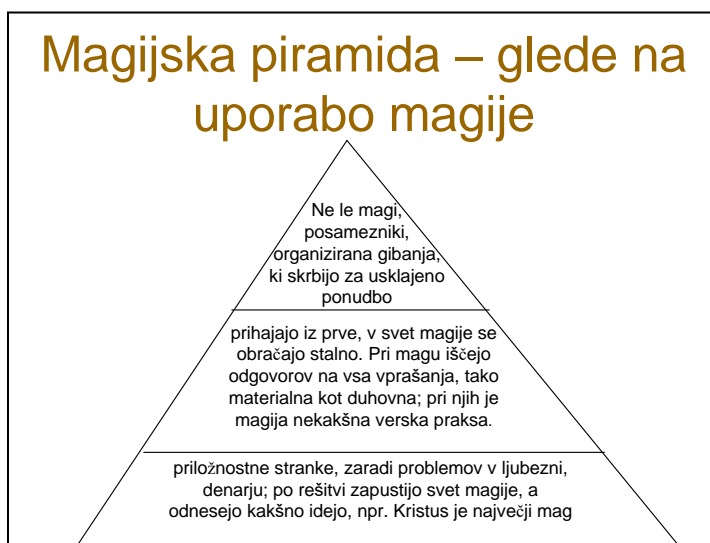 Magijska piramida – glede na
uporabo magije
Ne le magi,
posamezniki,
organizirana gibanja,
ki skrbijo za usklajeno
ponudbo
prihajajo iz prve, v svet magije se
obračajo stalno. Pri magu iščejo
odgovorov na vsa vprašanja, tako
materialna kot duhovna; pri njih je
magija nekakšna verska praksa.
priložnostne stranke, zaradi problemov v ljubezni,
denarju; po rešitvi zapustijo svet magije, a
odnesejo kakšno idejo, npr. Kristus je največji mag